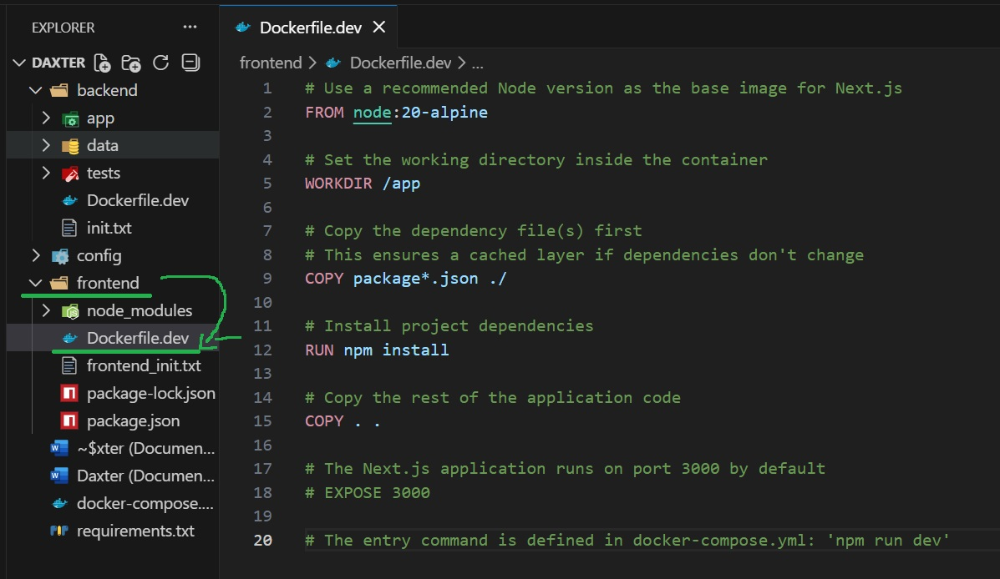 EXPLORER
DAXTER
backend
app
data
tests
Dockerfile.dev
init.txt
config
frontend
node_modules
Dockerfile.dev
frontend_init.txt
package-lock.json
package.json
~$xter (Documen...
Daxter (Documen...
docker-compose....
requirements.txt
Dockerfile.dev
frontend > Dockerfile.dev > ...
1 # Use a recommended Node version as the base image for Next.js
2 FROM node:20-alpine
3
4 # Set the working directory inside the container
5 WORKDIR /app
6
7 # Copy the dependency file(s) first
8 # This ensures a cached layer if dependencies don't change
9 COPY package*.json ./
10
11 # Install project dependencies
12 RUN npm install
13
14 # Copy the rest of the application code
15 COPY . .
16
17 # The Next.js application runs on port 3000 by default
18 # EXPOSE 3000
19
20 # The entry command is defined in docker-compose.yml: 'npm run dev'